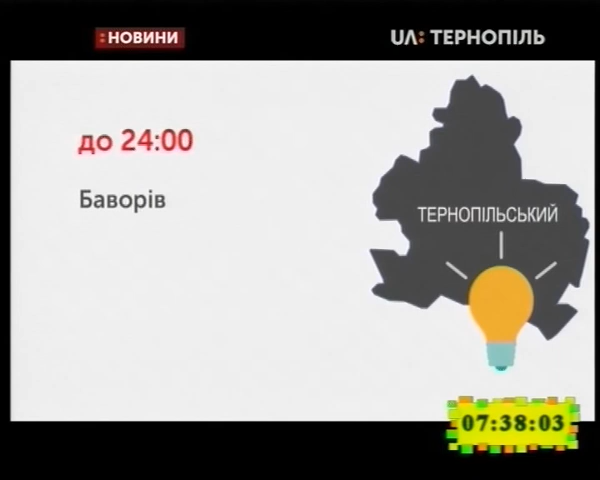 :НОВИНИ
UA: ТЕРНОПІЛЬ
до 24:00
Баворів
ТЕРНОПІЛЬСЬКИЙ
07:38:03